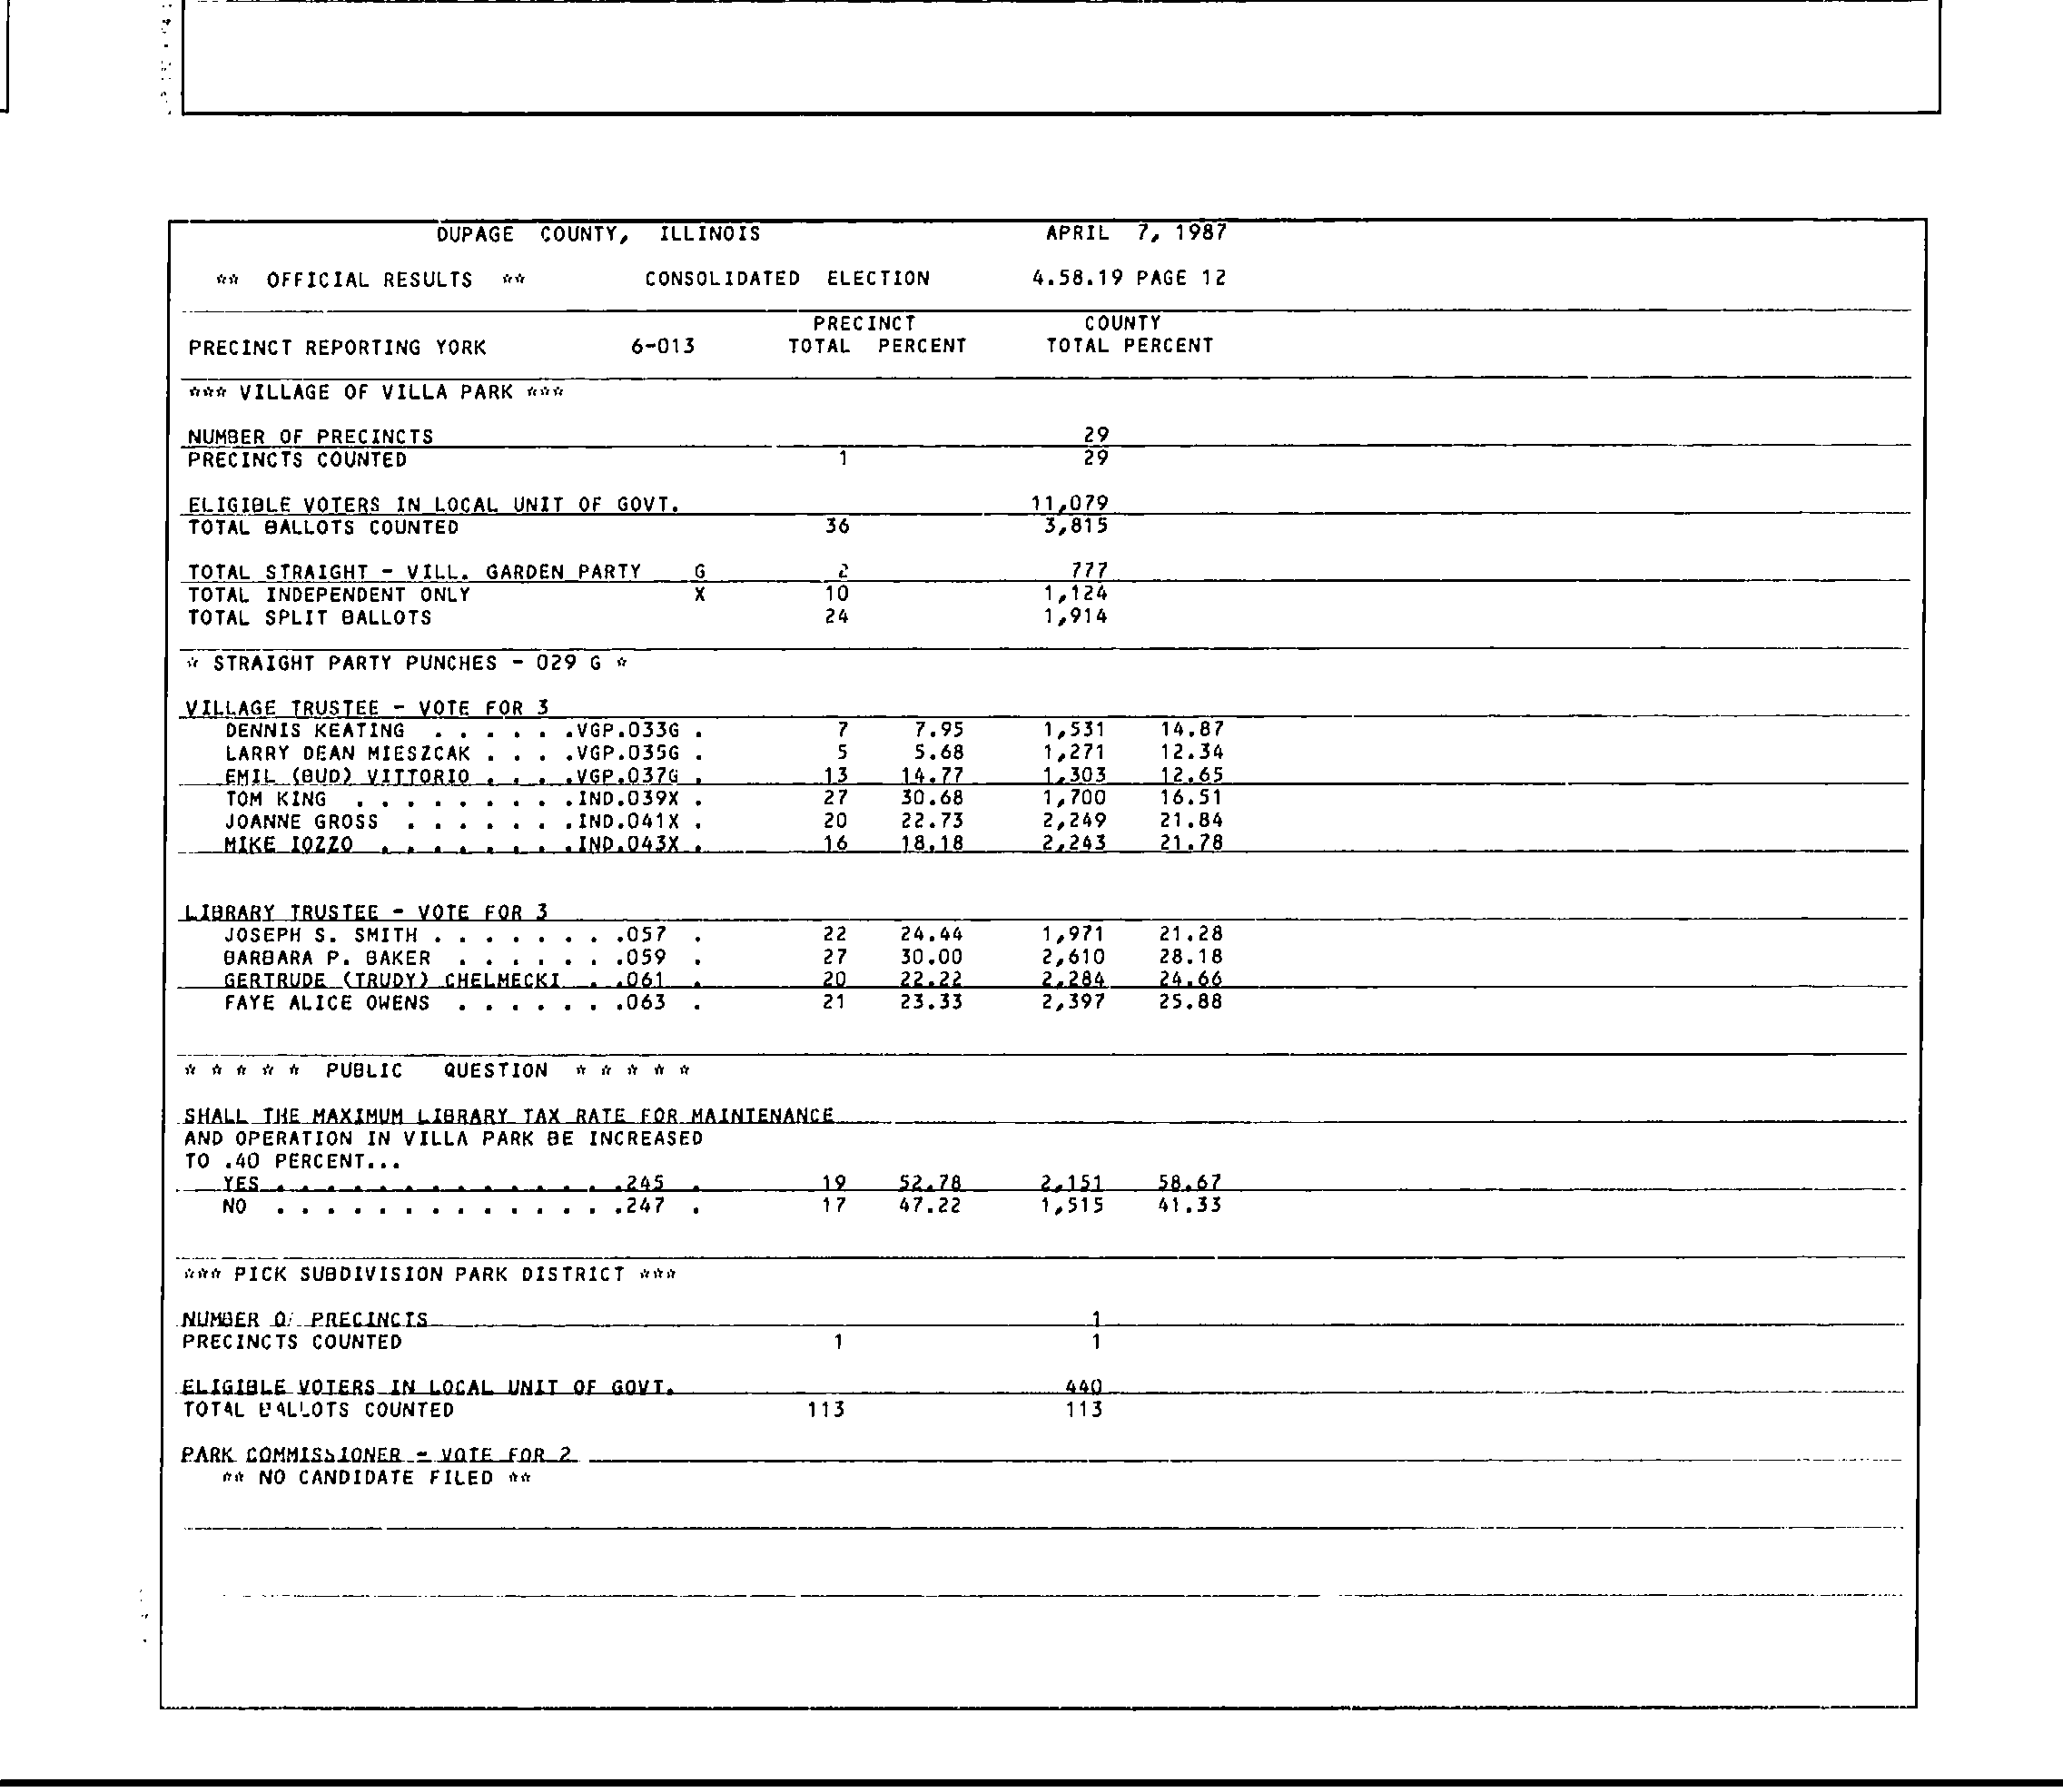 DUPAGE COUNTY, ILLINOIS APRIL 7, 1987
** OFFICIAL RESULTS ** CONSOLIDATED ELECTION 4.58.19 PAGE 12
PRECINCT COUNTY
PRECINCT REPORTING YORK 6-013 TOTAL PERCENT TOTAL PERCENT
*** VILLAGE OF VILLA PARK ***
NUMBER OF PRECINCTS 29
PRECINCTS COUNTED 1 29
ELIGIBLE VOTERS IN LOCAL UNIT OF GOVT. 11,079
TOTAL BALLOTS COUNTED 36 3,815
TOTAL STRAIGHT - VILL. GARDEN PARTY G 2 777
TOTAL INDEPENDENT ONLY X 10 1,124
TOTAL SPLIT BALLOTS 24 1,914
* STRAIGHT PARTY PUNCHES - 029 G *
VILLAGE TRUSTEE - VOTE FOR 3
DENNIS KEATING . . . . . .VGP.033G . 7 7.95 1,531 14.87
LARRY DEAN MIESZCAK . . . .VGP.035G . 5 5.68 1,271 12.34
EMIL (BUD) VITTORIO . . . .VGP.037G . 13 14.77 1,303 12.65
TOM KING . . . . . . . . .IND.039X . 27 30.68 1,700 16.51
JOANNE GROSS . . . . . . .IND.041X . 20 22.73 2,249 21.84
MIKE IOZZO . . . . . . . .IND.043X . 16 18.18 2,243 21.78
LIBRARY TRUSTEE - VOTE FOR 3
JOSEPH S. SMITH . . . . . . . .057 . 22 24.44 1,971 21.28
BARBARA P. BAKER . . . . . . .059 . 27 30.00 2,610 28.18
GERTRUDE (TRUDY) CHELMECKI . .061 . 20 22.22 2,284 24.66
FAYE ALICE OWENS . . . . . . .063 . 21 23.33 2,397 25.88
* * * * * PUBLIC QUESTION * * * * *
SHALL THE MAXIMUM LIBRARY TAX RATE FOR MAINTENANCE
AND OPERATION IN VILLA PARK BE INCREASED
TO .40 PERCENT...
YES . . . . . . . . . . . . . .245 . 19 52.78 2,151 58.67
NO . . . . . . . . . . . . . .247 . 17 47.22 1,515 41.33
*** PICK SUBDIVISION PARK DISTRICT ***
NUMBER OF PRECINCTS 1
PRECINCTS COUNTED 1 1
ELIGIBLE VOTERS IN LOCAL UNIT OF GOVT. 440
TOTAL BALLOTS COUNTED 113 113
PARK COMMISSIONER - VOTE FOR 2
** NO CANDIDATE FILED **